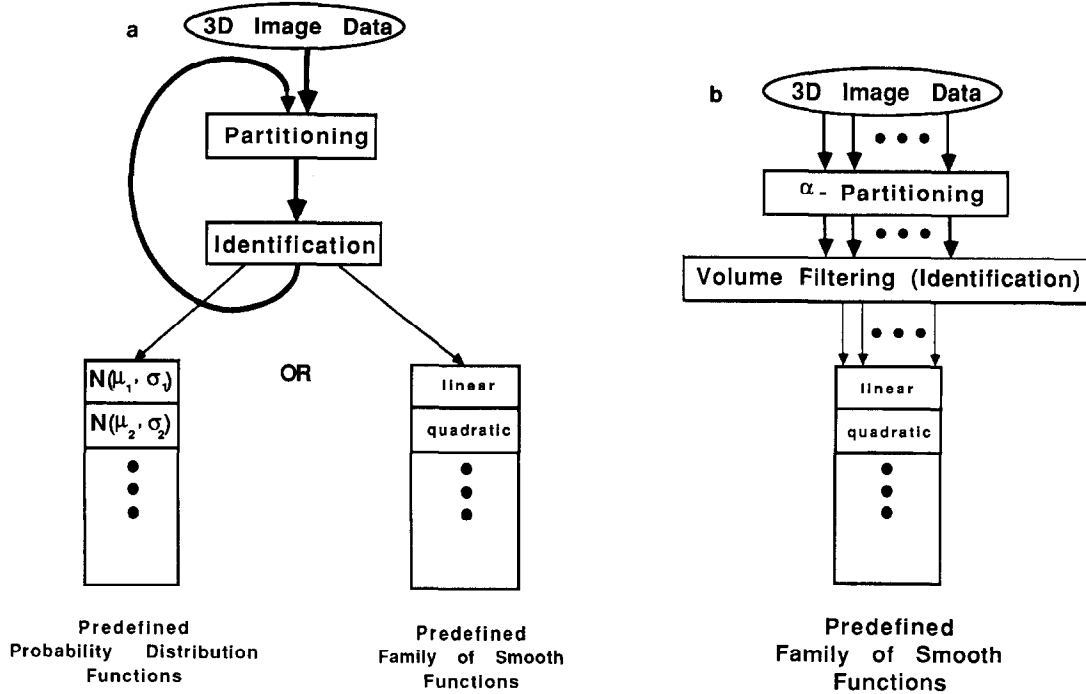 a
3D Image Data
Partitioning
Identification
N(μ1, σ1)
N(μ2, σ2)
OR
linear
quadratic
Predefined
Probability Distribution
Functions
Predefined
Family of Smooth
Functions
b
3D Image Data
α - Partitioning
Volume Filtering (Identification)
linear
quadratic
Predefined
Family of Smooth
Functions